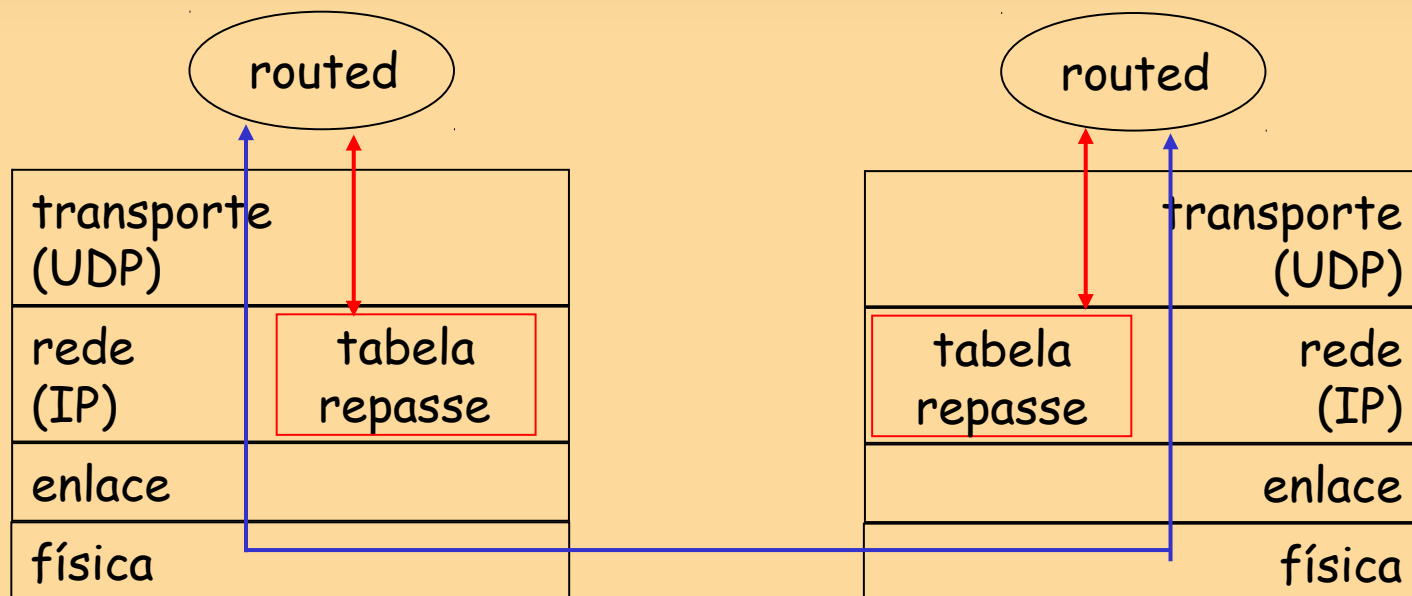 routed
transporte
(UDP)
rede
(IP)
tabela
repasse
enlace
física
routed
transporte
(UDP)
tabela
repasse
rede
(IP)
enlace
física